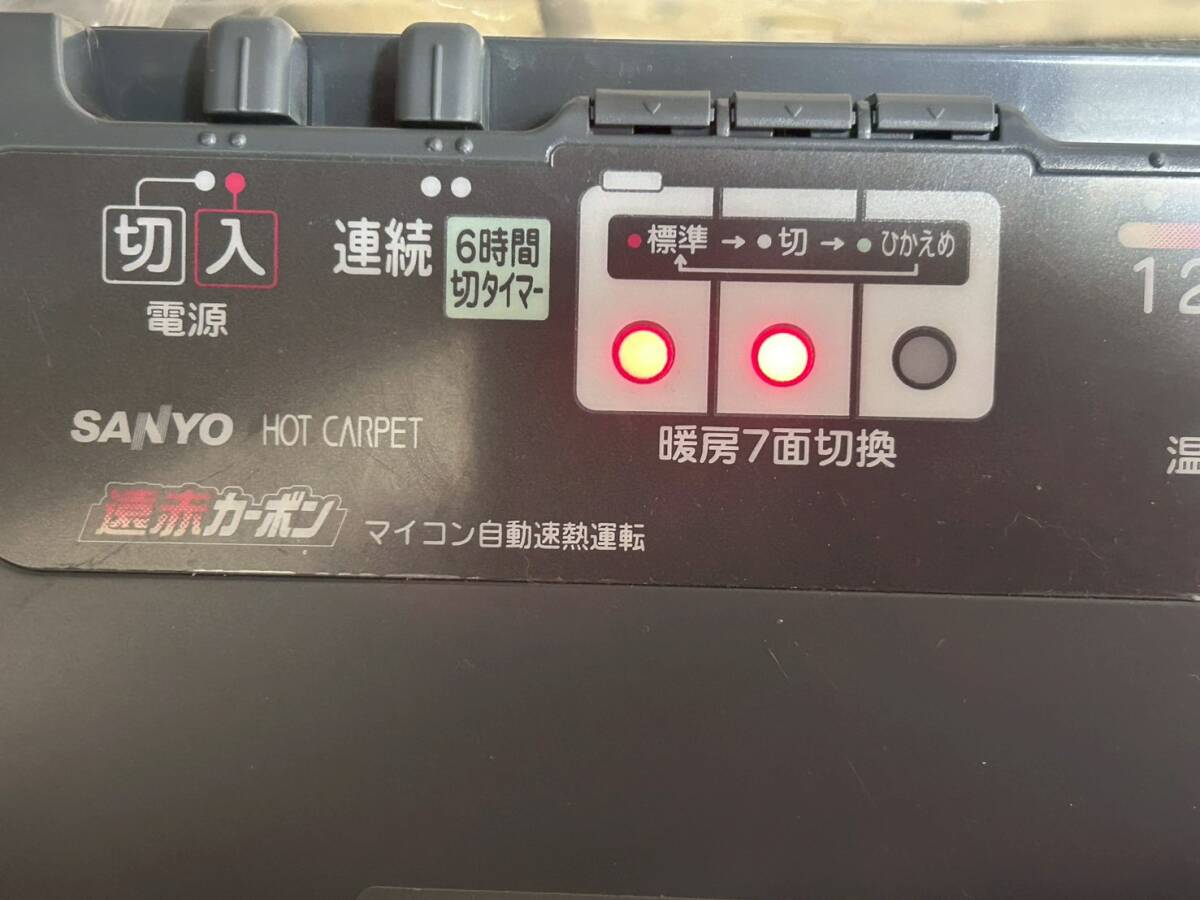 切 入
電源
連続
6時間
切タイマー
標準 → 切 → ひかえめ
暖房7面切換
12
温
SANYO HOT CARPET
遠赤カーボン
マイコン自動速熱運転